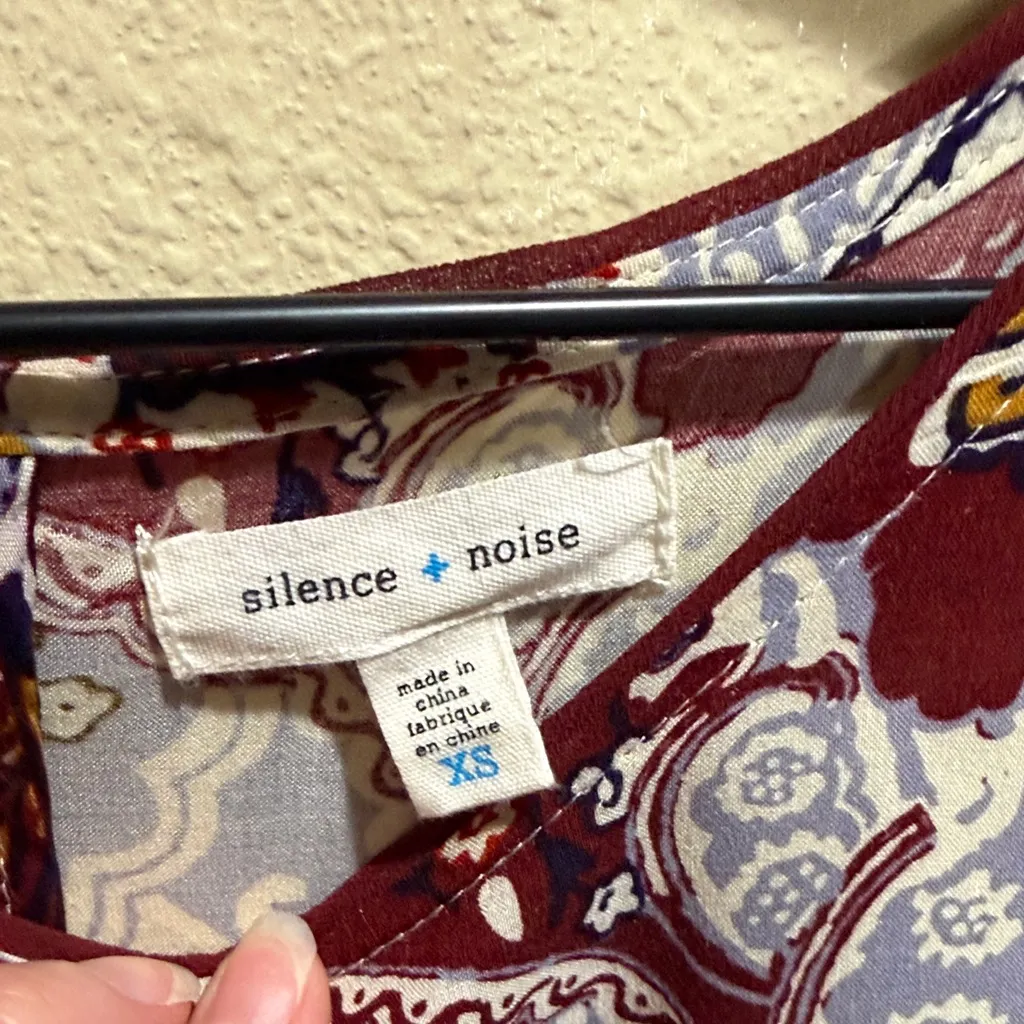 silence + noise
made in
china
fabrique
en chine
XS